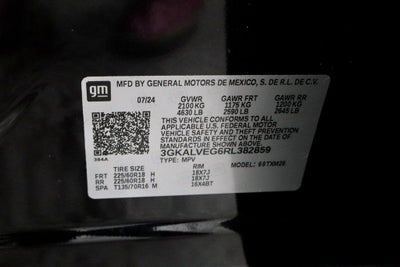 gm
MFD BY GENERAL MOTORS DE MEXICO, S. DE R.L. DE C.V.
07/24 GVWR GAWR FRT GAWR RR
2100 KG 1175 KG 1200 KG
4630 LB 2590 LB 2645 LB
THIS VEHICLE CONFORMS TO ALL
APPLICABLE U.S. FEDERAL MOTOR
VEHICLE SAFETY AND THEFT PREVENTION
STANDARDS IN EFFECT ON THE DATE OF
MANUFACTURE SHOWN ABOVE.
3GKALVEG6RL382859
TYPE: MPV MODEL:
TIRE SIZE RIM
FRT 225/60R18 H 18X7J
RR 225/60R18 H 18X7J
SPA T135/70R16 M 16X4BT